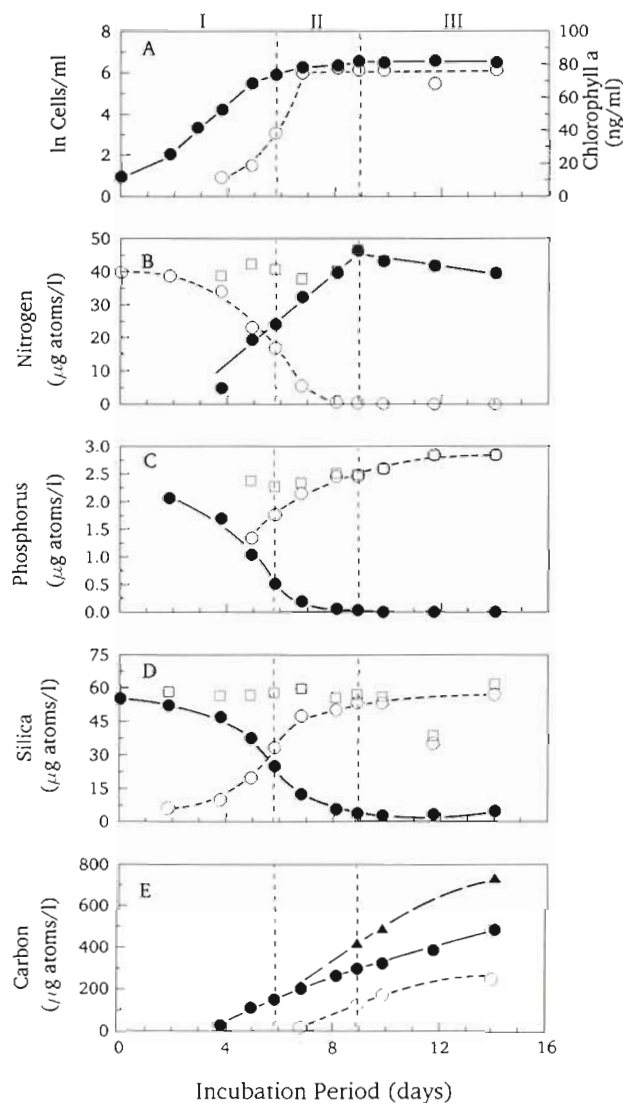 I II III
A
8
6
4
2
0
ln Cells/ml
100
80
60
40
20
0
Chlorophyll a
(ng/ml)
B
50
40
30
20
10
0
Nitrogen
(µg atoms/l)
C
3.0
2.5
2.0
1.5
1.0
0.5
0.0
Phosphorus
(µg atoms/l)
D
75
60
45
30
15
0
Silica
(µg atoms/l)
E
800
600
400
200
0
Carbon
(µg atoms/l)
0 4 8 12 16
Incubation Period (days)